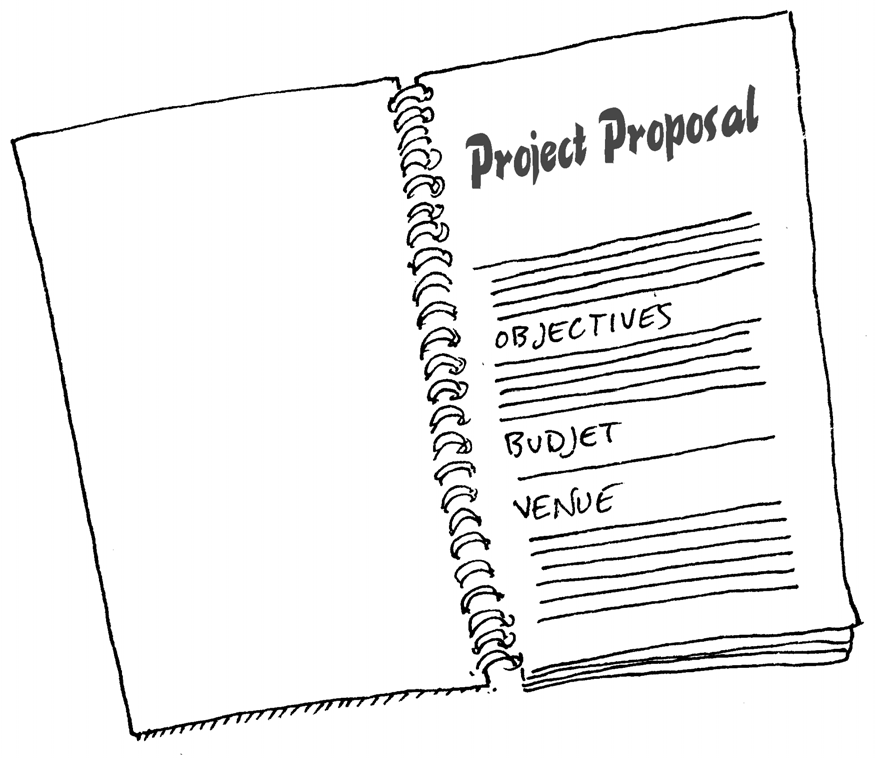 Project Proposal
OBJECTIVES
BUDJET
VENUE